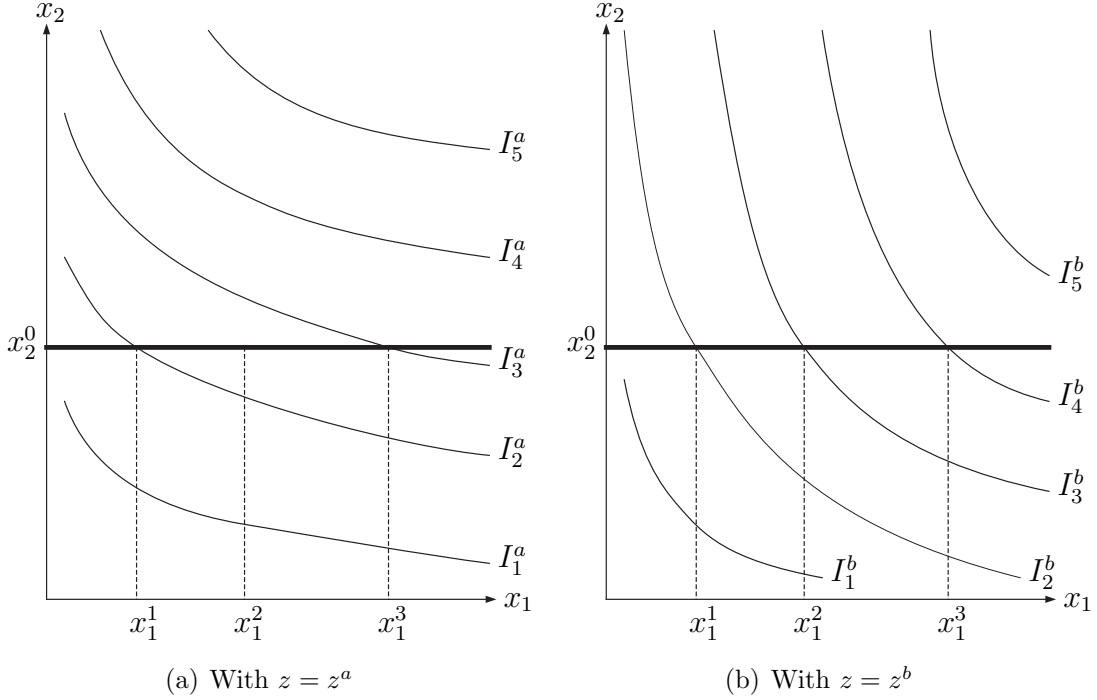 x₂
I₅ᵃ
I₄ᵃ
x₂⁰
I₃ᵃ
I₂ᵃ
I₁ᵃ
x₁
x₁¹ x₁² x₁³
(a) With z = zᵃ
x₂
I₅ᵇ
x₂⁰
I₄ᵇ
I₃ᵇ
I₁ᵇ
I₂ᵇ
x₁
x₁¹ x₁² x₁³
(b) With z = zᵇ